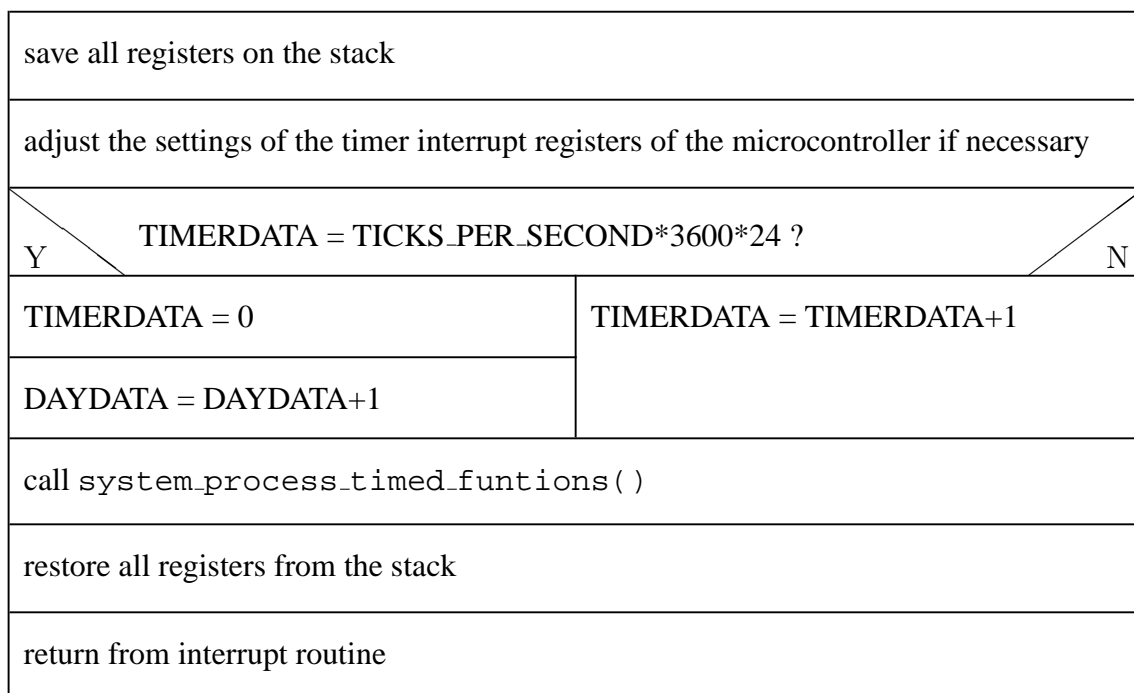 save all registers on the stack
adjust the settings of the timer interrupt registers of the microcontroller if necessary
TIMERDATA = TICKS_PER_SECOND*3600*24 ?
Y
N
TIMERDATA = 0
TIMERDATA = TIMERDATA+1
DAYDATA = DAYDATA+1
call system_process_timed_funtions()
restore all registers from the stack
return from interrupt routine